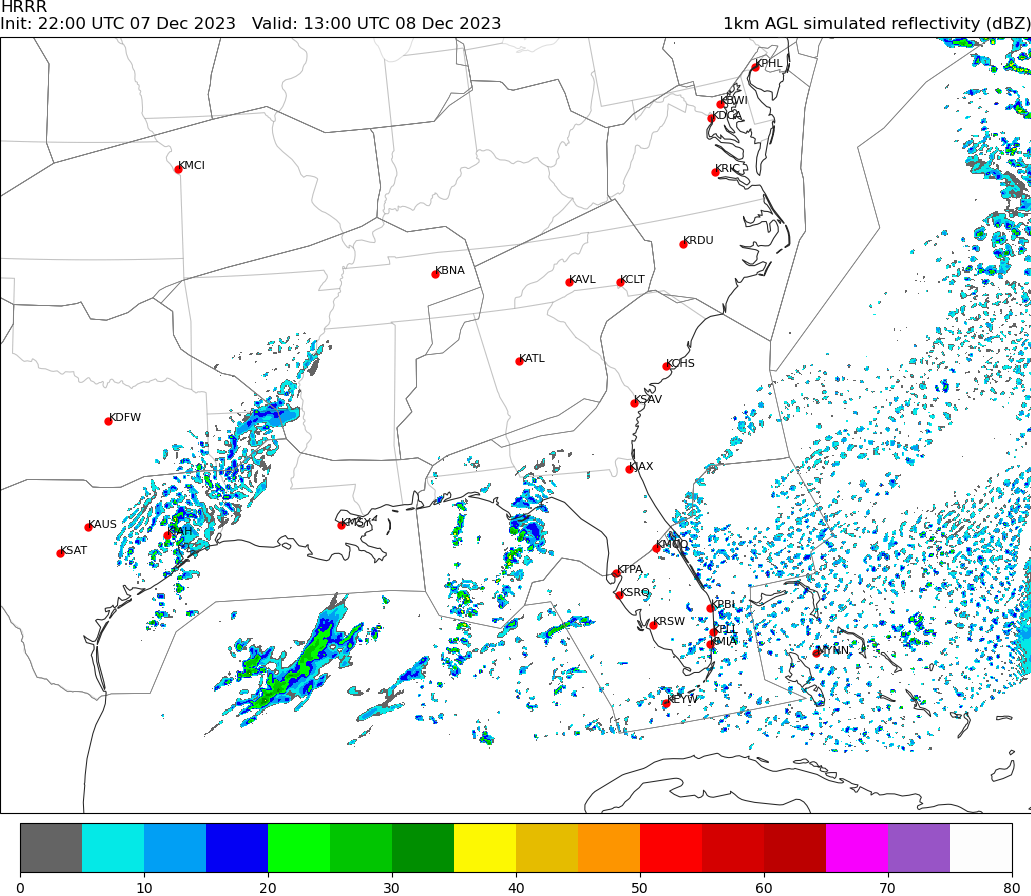 HRRR
Init: 22:00 UTC 07 Dec 2023   Valid: 13:00 UTC 08 Dec 2023   1km AGL simulated reflectivity (dBZ)
KPHL
KBWI
KDCA
KMCI
KRIC
KRDU
KBNA
KAVL
KCLT
KATL
KCHS
KSAV
KDFW
KJAX
KAUS
KMSY
KIAH
KSAT
KMCO
KTPA
KSRQ
KPBI
KRSW
KFLL
KMIA
MYNN
KEYW
0 10 20 30 40 50 60 70 80